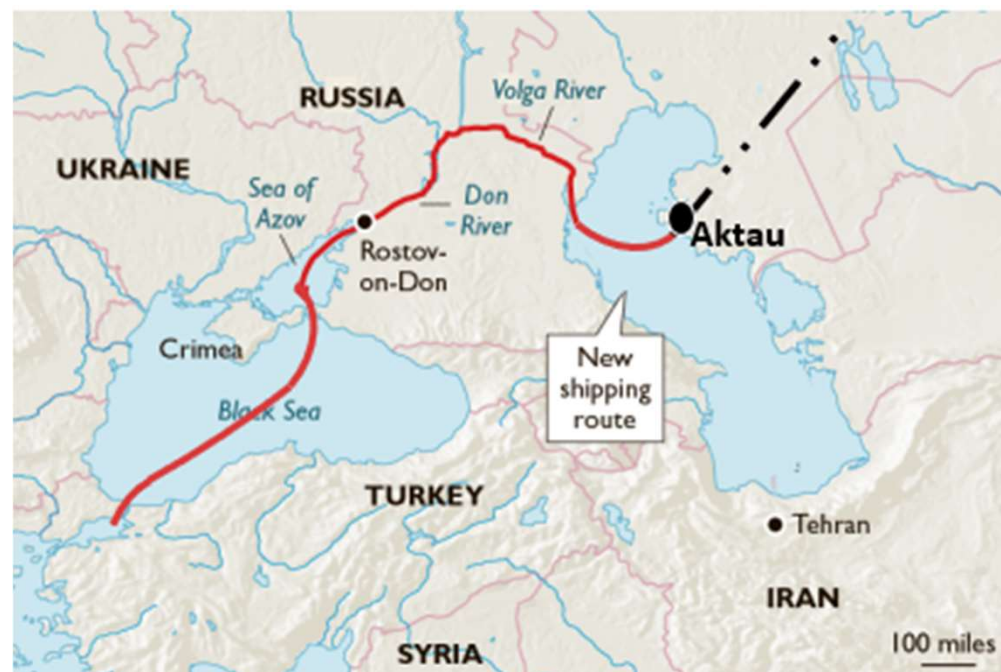 RUSSIA
Volga River
UKRAINE
Sea of
Azov
Don
River
Rostov-
on-Don
Aktau
Crimea
New
shipping
route
Black Sea
TURKEY
Tehran
IRAN
SYRIA
100 miles